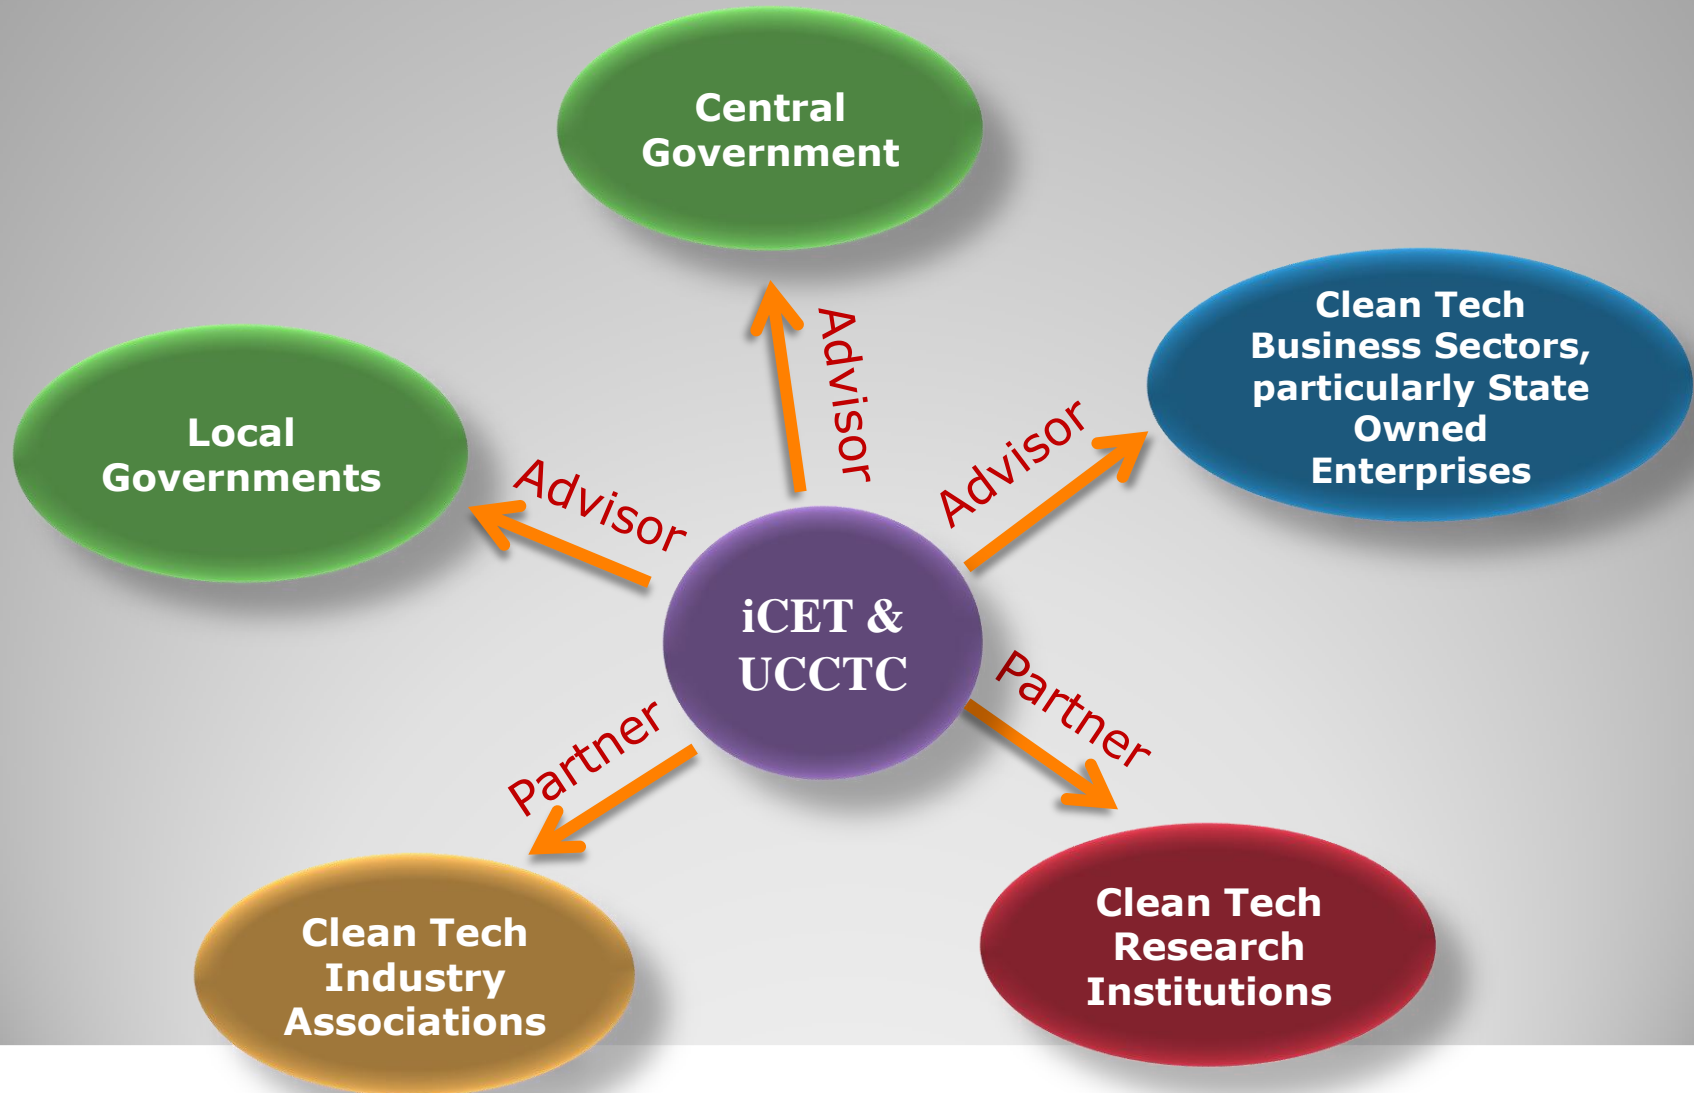 Central
Government
Clean Tech
Business Sectors,
particularly State
Owned
Enterprises
Advisor
Local
Governments
Advisor
Advisor
iCET &
UCCTC
Partner
Partner
Clean Tech
Industry
Associations
Clean Tech
Research
Institutions